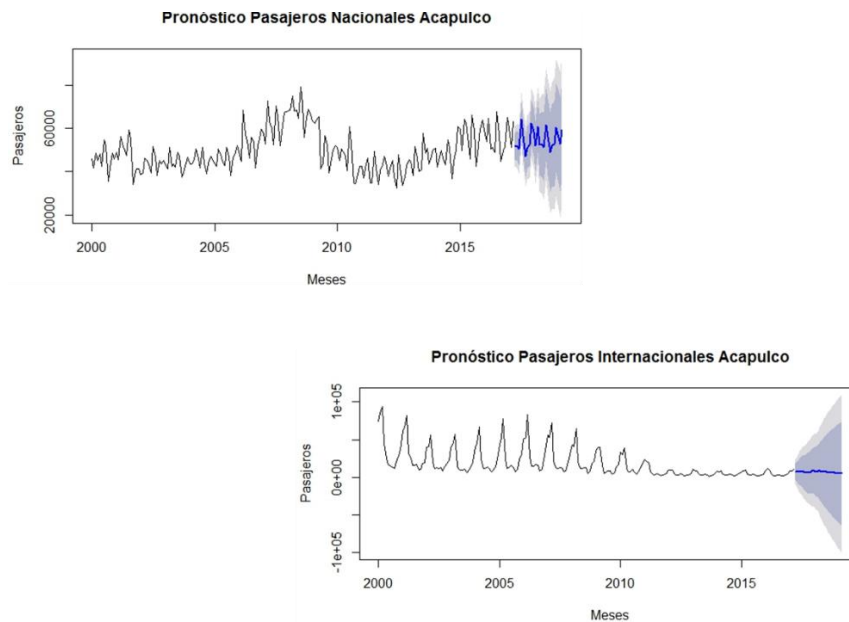 Pronóstico Pasajeros Nacionales Acapulco
Pasajeros
60000
20000
2000
2005
2010
2015
Meses
Pronóstico Pasajeros Internacionales Acapulco
Pasajeros
1e+05
0e+00
-1e+05
2000
2005
2010
2015
Meses